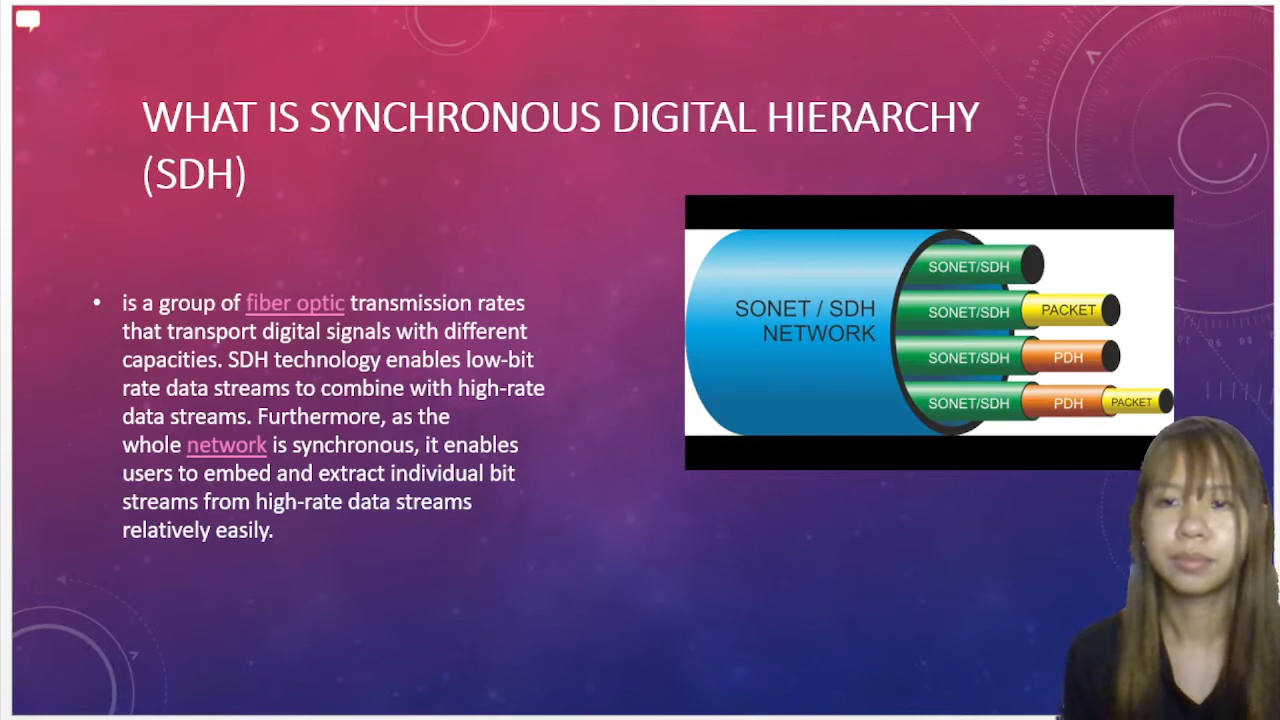 WHAT IS SYNCHRONOUS DIGITAL HIERARCHY
(SDH)
• is a group of fiber optic transmission rates
that transport digital signals with different
capacities. SDH technology enables low-bit
rate data streams to combine with high-rate
data streams. Furthermore, as the
whole network is synchronous, it enables
users to embed and extract individual bit
streams from high-rate data streams
relatively easily.
SONET / SDH
NETWORK
SONET/SDH
SONET/SDH PACKET
SONET/SDH PDH
SONET/SDH PDH PACKET